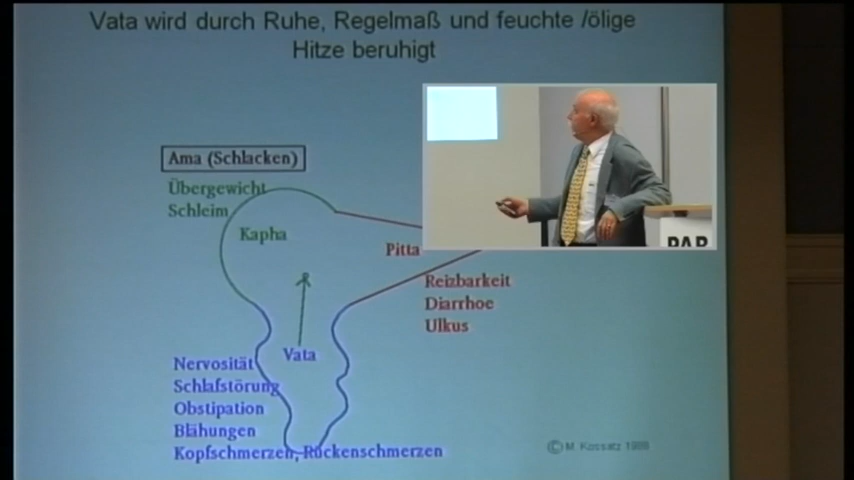 Vata wird durch Ruhe, Regelmaß und feuchte /ölige
Hitze beruhigt
Ama (Schlacken)
Übergewicht
Schleim
Kapha
Pitta
Reizbarkeit
Diarrhoe
Ulkus
Vata
Nervosität
Schlafstörung
Obstipation
Blähungen
Kopfschmerzen, Rückenschmerzen
© M. Kossatz 1998